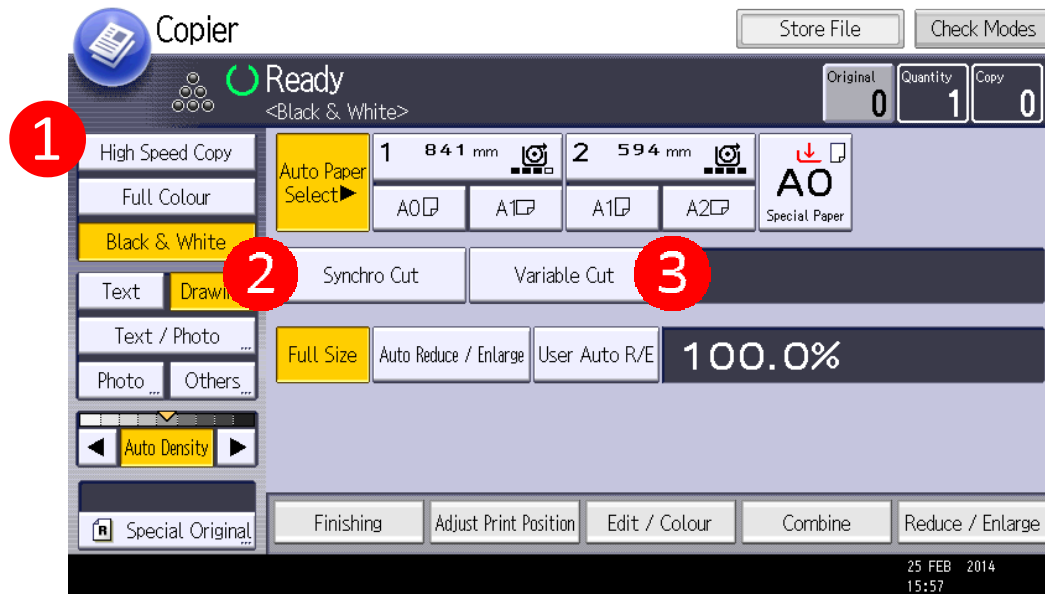 Copier
Store File
Check Modes
Ready
<Black & White>
Original
0
Quantity
1
Copy
0
1
High Speed Copy
Full Colour
Black & White
Auto Paper
Select▶
1 841 mm
2 594 mm
A0
A1
A1
A2
A0
Special Paper
2
Synchro Cut
Variable Cut
3
Text
Text / Photo
Photo
Others
Full Size
Auto Reduce / Enlarge
User Auto R/E
100.0%
Auto Density
R
Special Original
Finishing
Adjust Print Position
Edit / Colour
Combine
Reduce / Enlarge
25 FEB 2014
15:57